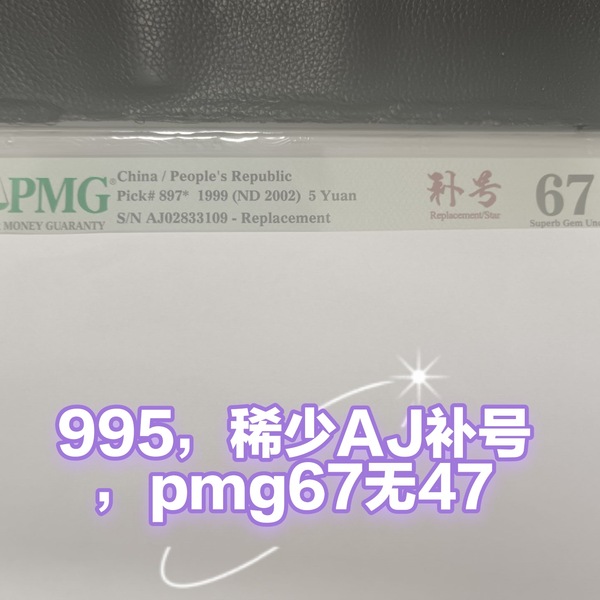 PMG
MONEY GUARANTY
China / People's Republic
Pick# 897* 1999 (ND 2002) 5 Yuan
S/N AJ02833109 - Replacement
补号
Replacement/Star
67
Superb Gem Unc
995，稀少AJ补号
，pmg67无47